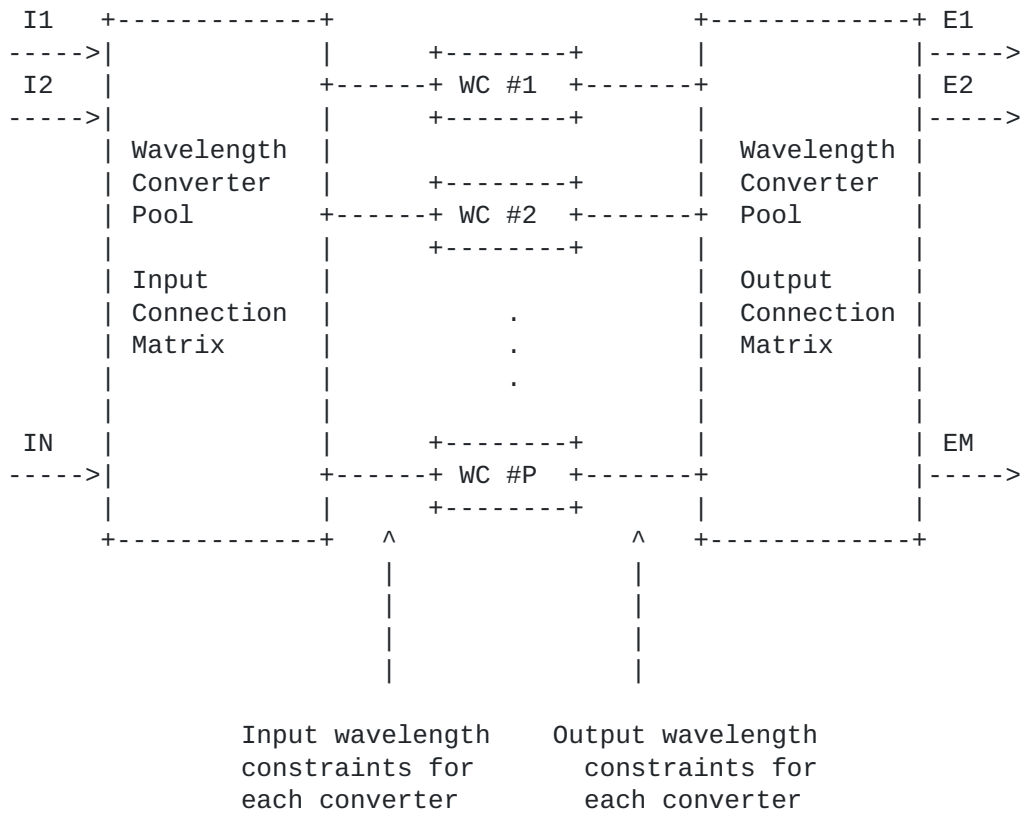 I1 E1
I2 WC #1 E2
Wavelength Wavelength
Converter Converter
Pool WC #2 Pool
Input Output
Connection . Connection
Matrix . Matrix
.
IN EM
WC #P
Input wavelength Output wavelength
constraints for constraints for
each converter each converter